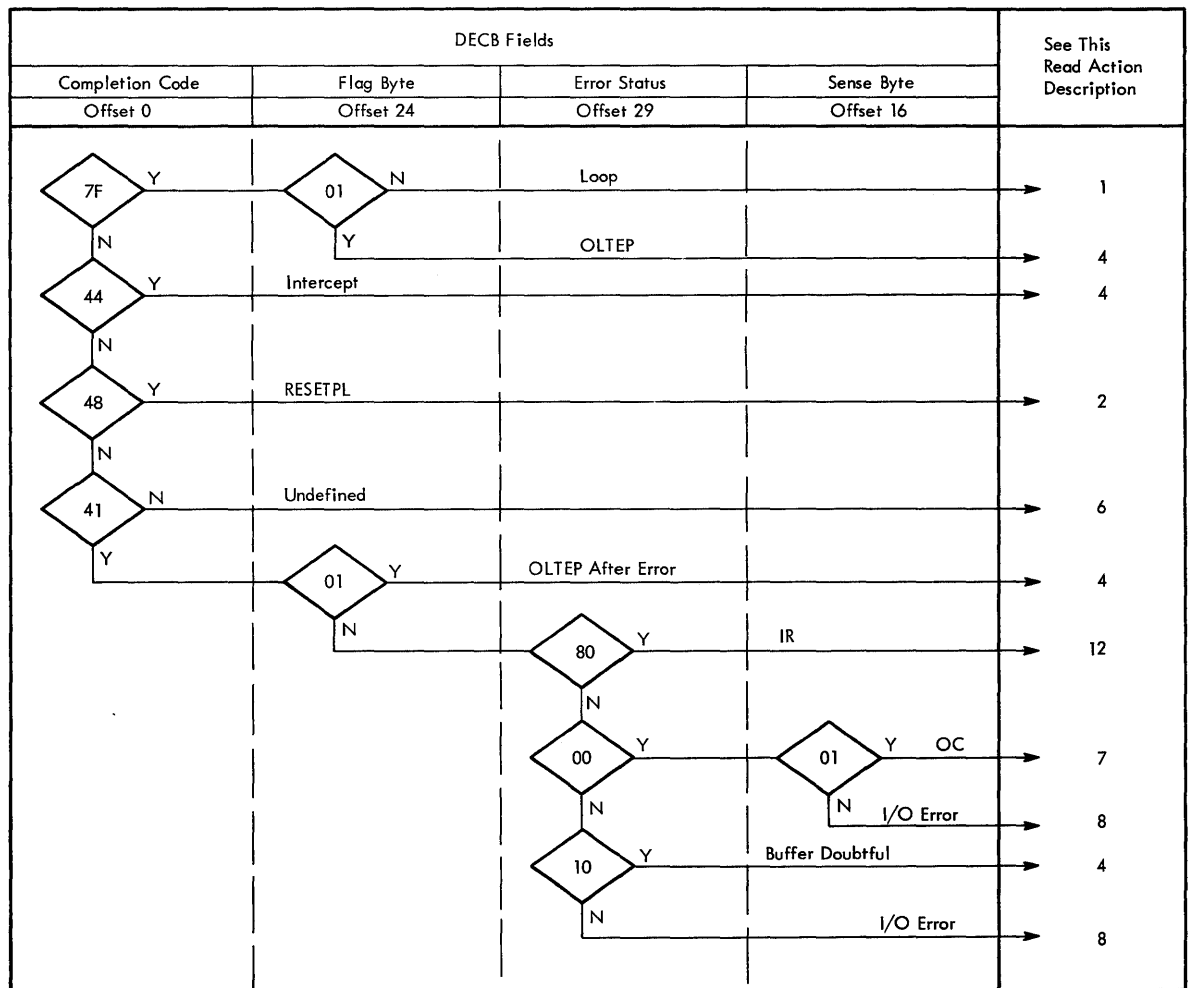 DECB Fields
See This
Read Action
Description
Completion Code Flag Byte Error Status Sense Byte
Offset 0 Offset 24 Offset 29 Offset 16
7F Y 01 N Loop 1
N Y OLTEP 4
44 Y Intercept 4
N
48 Y RESETPL 2
N
41 N Undefined 6
Y
01 Y OLTEP After Error 4
N
80 Y IR 12
N
00 Y 01 Y OC 7
N N I/O Error 8
10 Y Buffer Doubtful 4
N I/O Error 8